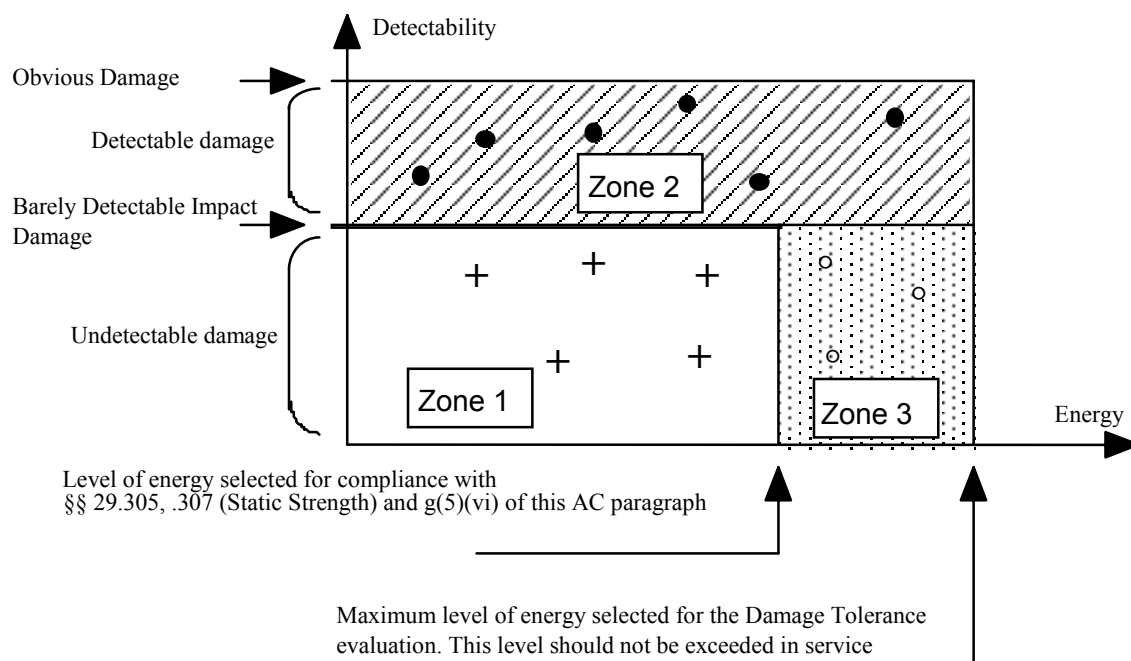 Detectability
Obvious Damage
Detectable damage
Zone 2
Barely Detectable Impact
Damage
Undetectable damage
Zone 1
Zone 3
Energy
Level of energy selected for compliance with
§§ 29.305, .307 (Static Strength) and g(5)(vi) of this AC paragraph
Maximum level of energy selected for the Damage Tolerance
evaluation. This level should not be exceeded in service